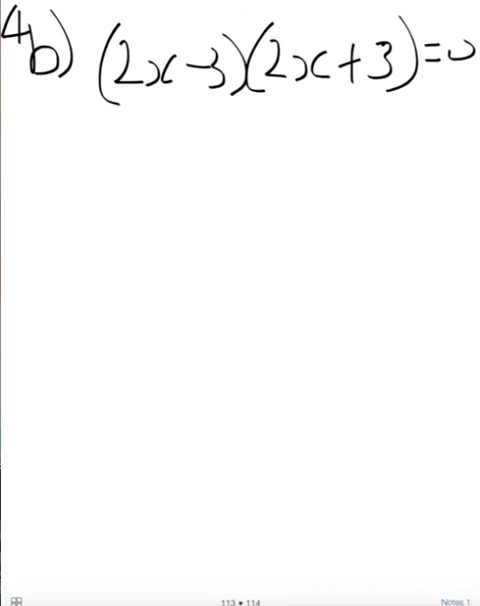 4b) (2x-3)(2x+3)=0
113 • 114
Notes 1